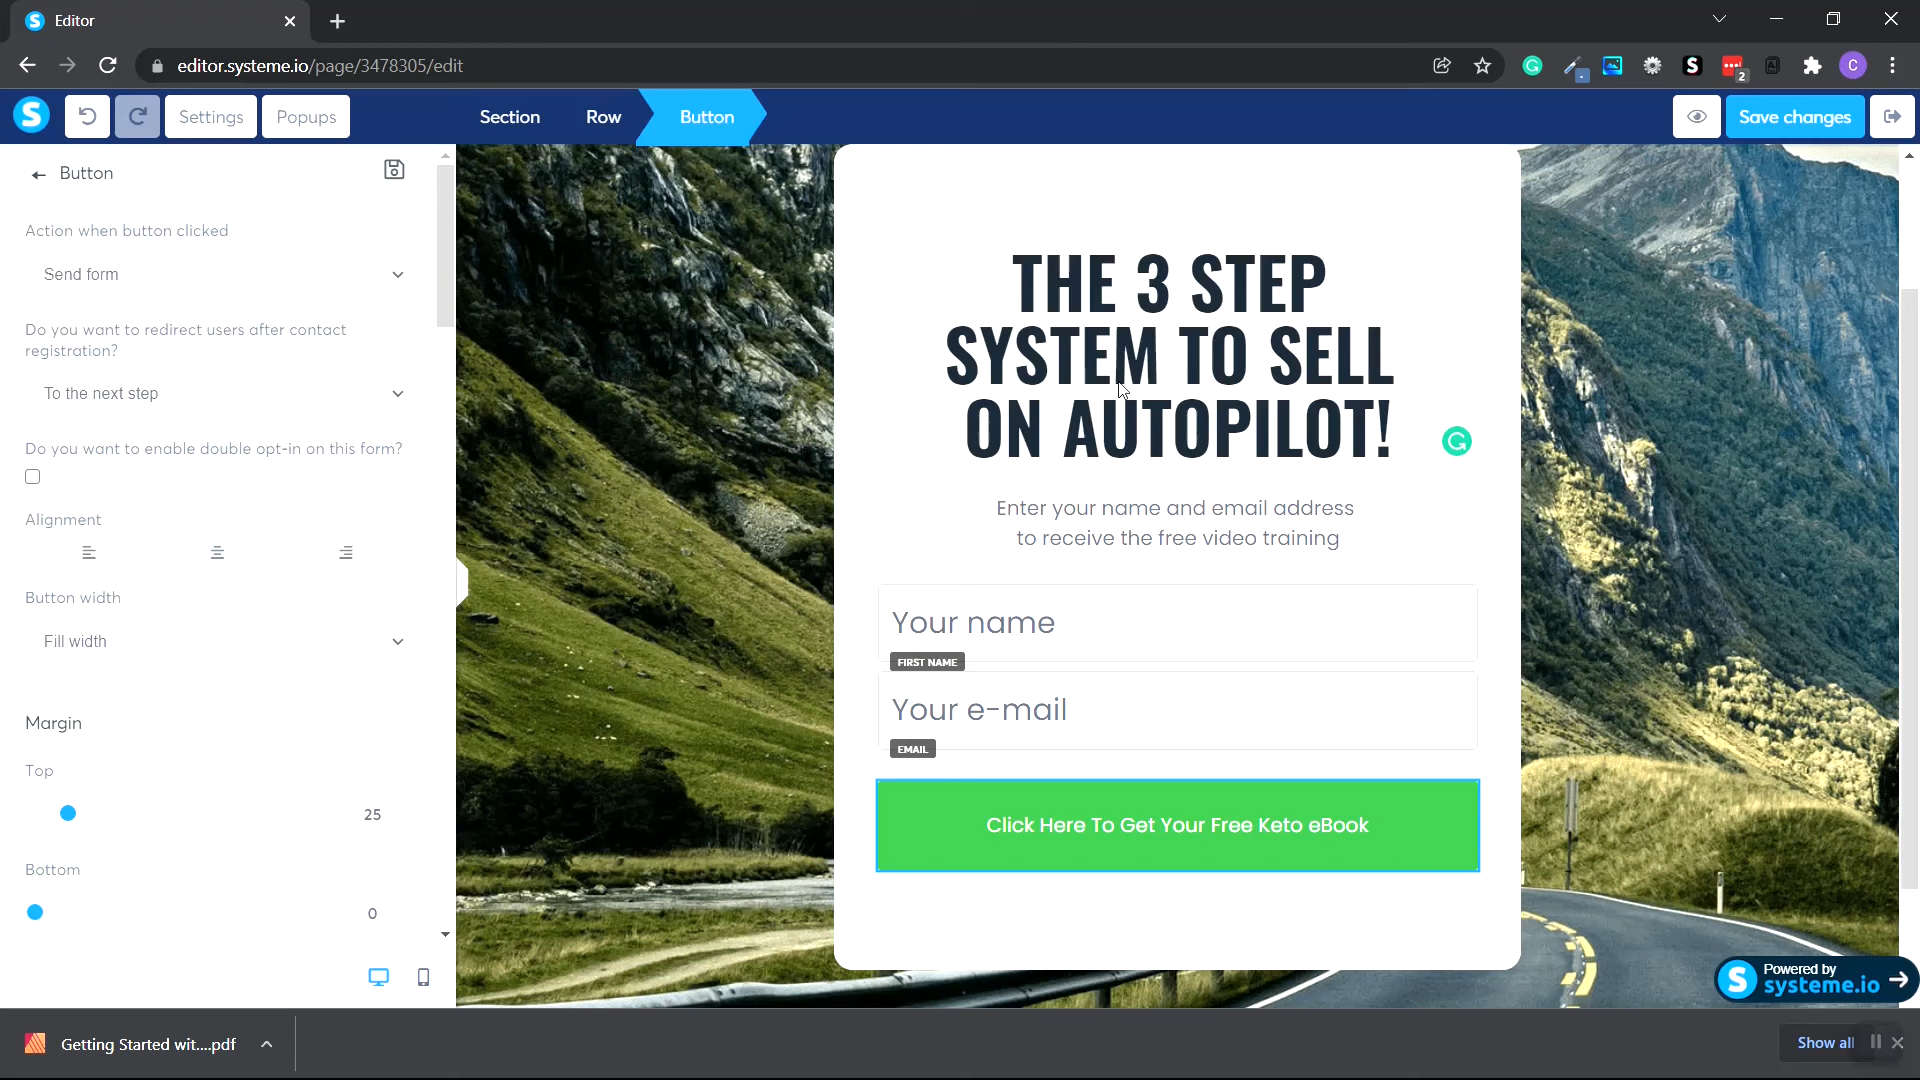 Editor
editor.systeme.io/page/3478305/edit
2
C
S
Settings
Popups
Section
Row
Button
Save changes
Button
Action when button clicked
Send form
Do you want to redirect users after contact
registration?
To the next step
Do you want to enable double opt-in on this form?
Alignment
Button width
Fill width
Margin
Top
25
Bottom
0
THE 3 STEP
SYSTEM TO SELL
ON AUTOPILOT!
Enter your name and email address
to receive the free video training
Your name
FIRST NAME
Your e-mail
EMAIL
Click Here To Get Your Free Keto eBook
Powered by
systeme.io
Getting Started wit....pdf
Show all